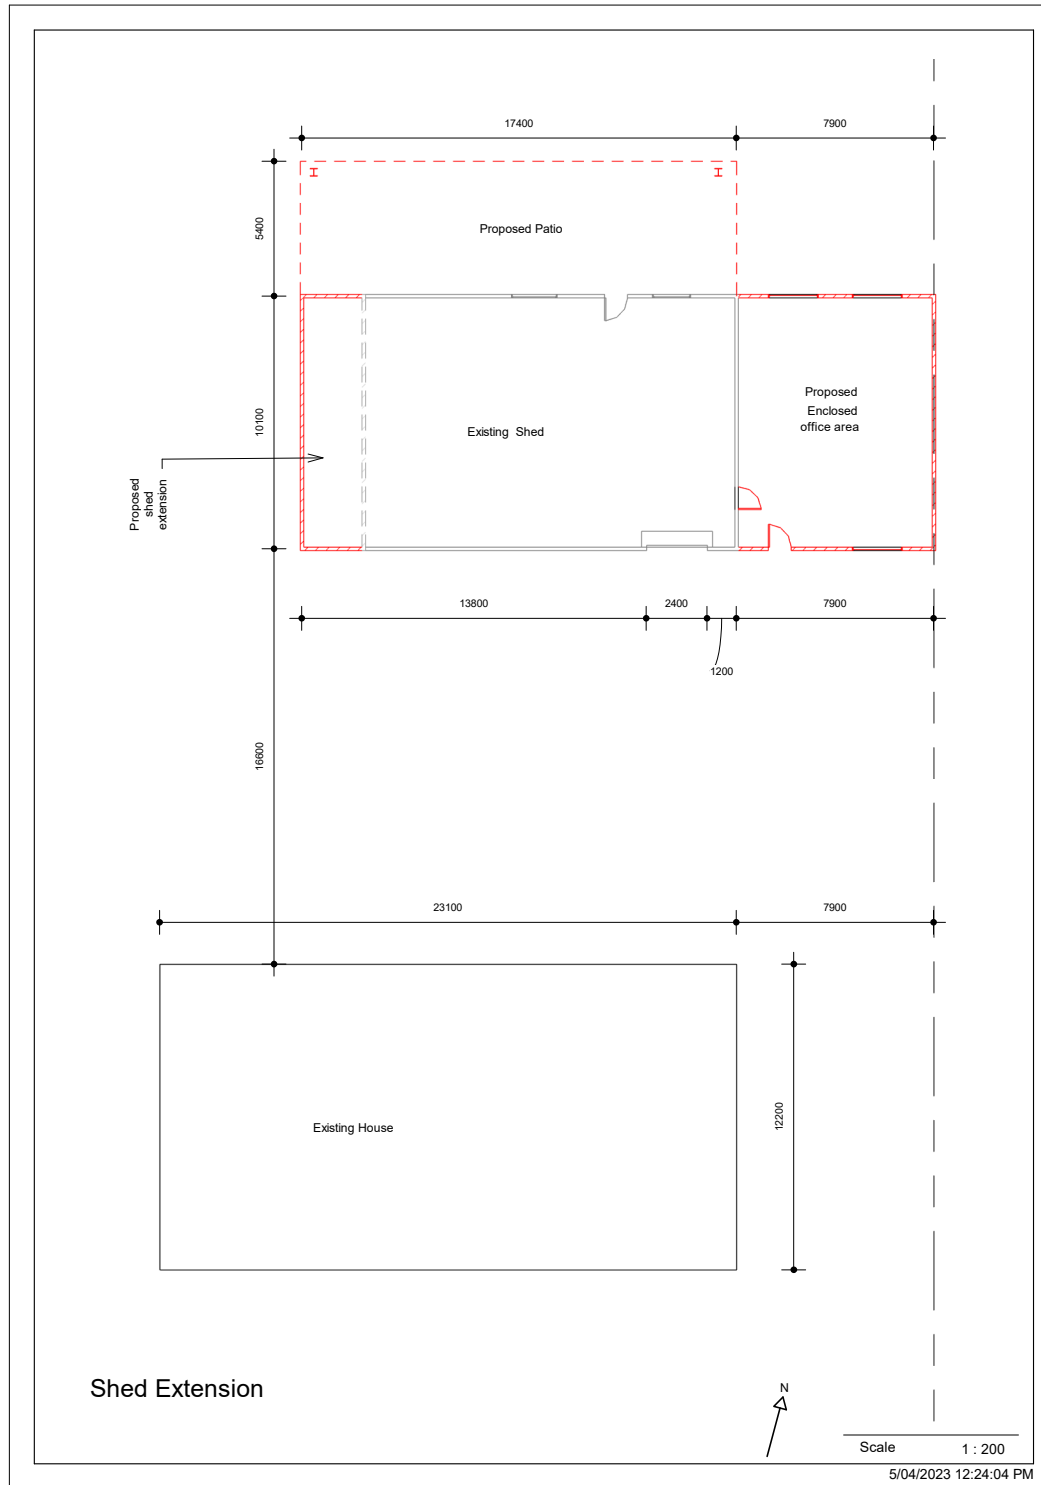 17400
7900
5400
Proposed Patio
10100
Proposed
Enclosed
office area
Existing Shed
Proposed
shed
extension
13800
2400
7900
1200
16600
23100
7900
12200
Existing House
Shed Extension
N
Scale 1 : 200
5/04/2023 12:24:04 PM